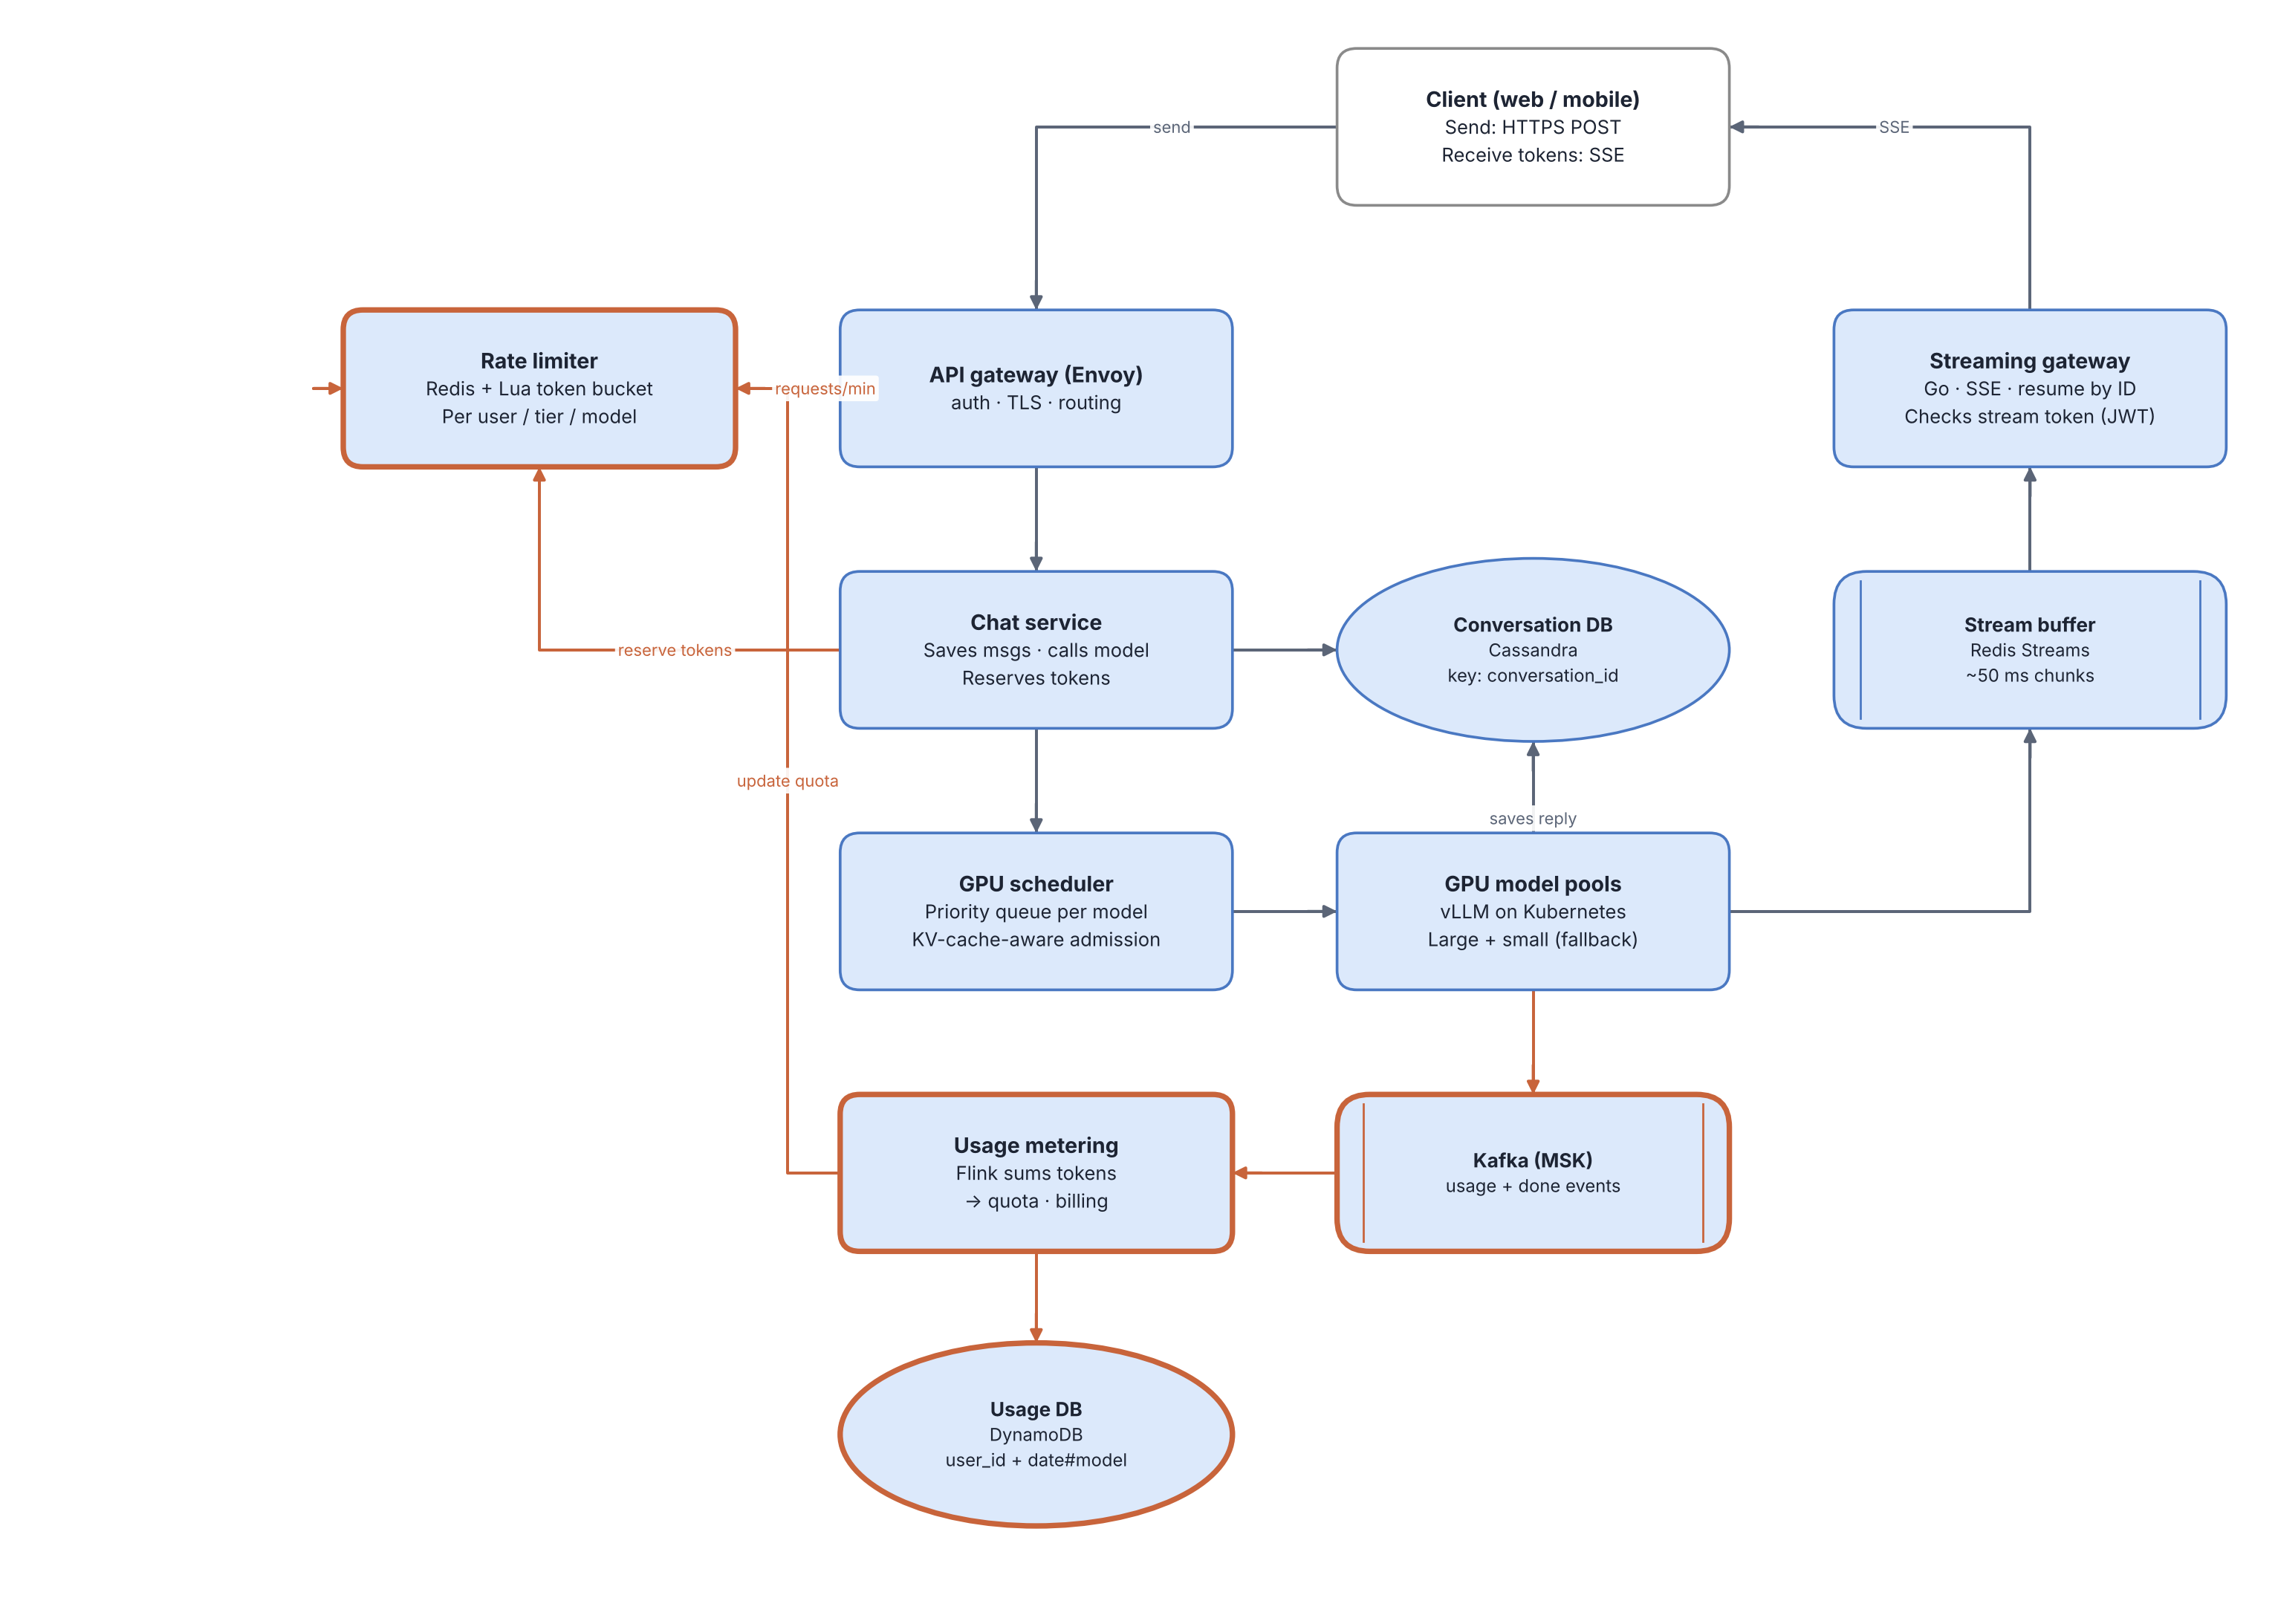 Client (web / mobile)
Send: HTTPS POST
Receive tokens: SSE
send
SSE
Rate limiter
Redis + Lua token bucket
Per user / tier / model
requests/min
API gateway (Envoy)
auth · TLS · routing
Streaming gateway
Go · SSE · resume by ID
Checks stream token (JWT)
reserve tokens
Chat service
Saves msgs · calls model
Reserves tokens
Conversation DB
Cassandra
key: conversation_id
Stream buffer
Redis Streams
~50 ms chunks
update quota
saves reply
GPU scheduler
Priority queue per model
KV-cache-aware admission
GPU model pools
vLLM on Kubernetes
Large + small (fallback)
Usage metering
Flink sums tokens
→ quota · billing
Kafka (MSK)
usage + done events
Usage DB
DynamoDB
user_id + date#model